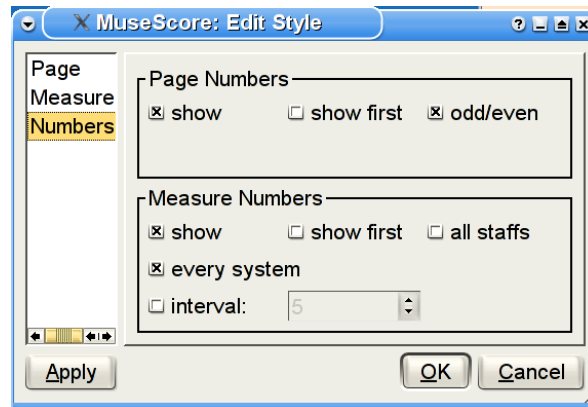 MuseScore: Edit Style
Page
Measure
Numbers
Page Numbers
show show first odd/even
Measure Numbers
show show first all staffs
every system
interval: 5
Apply OK Cancel